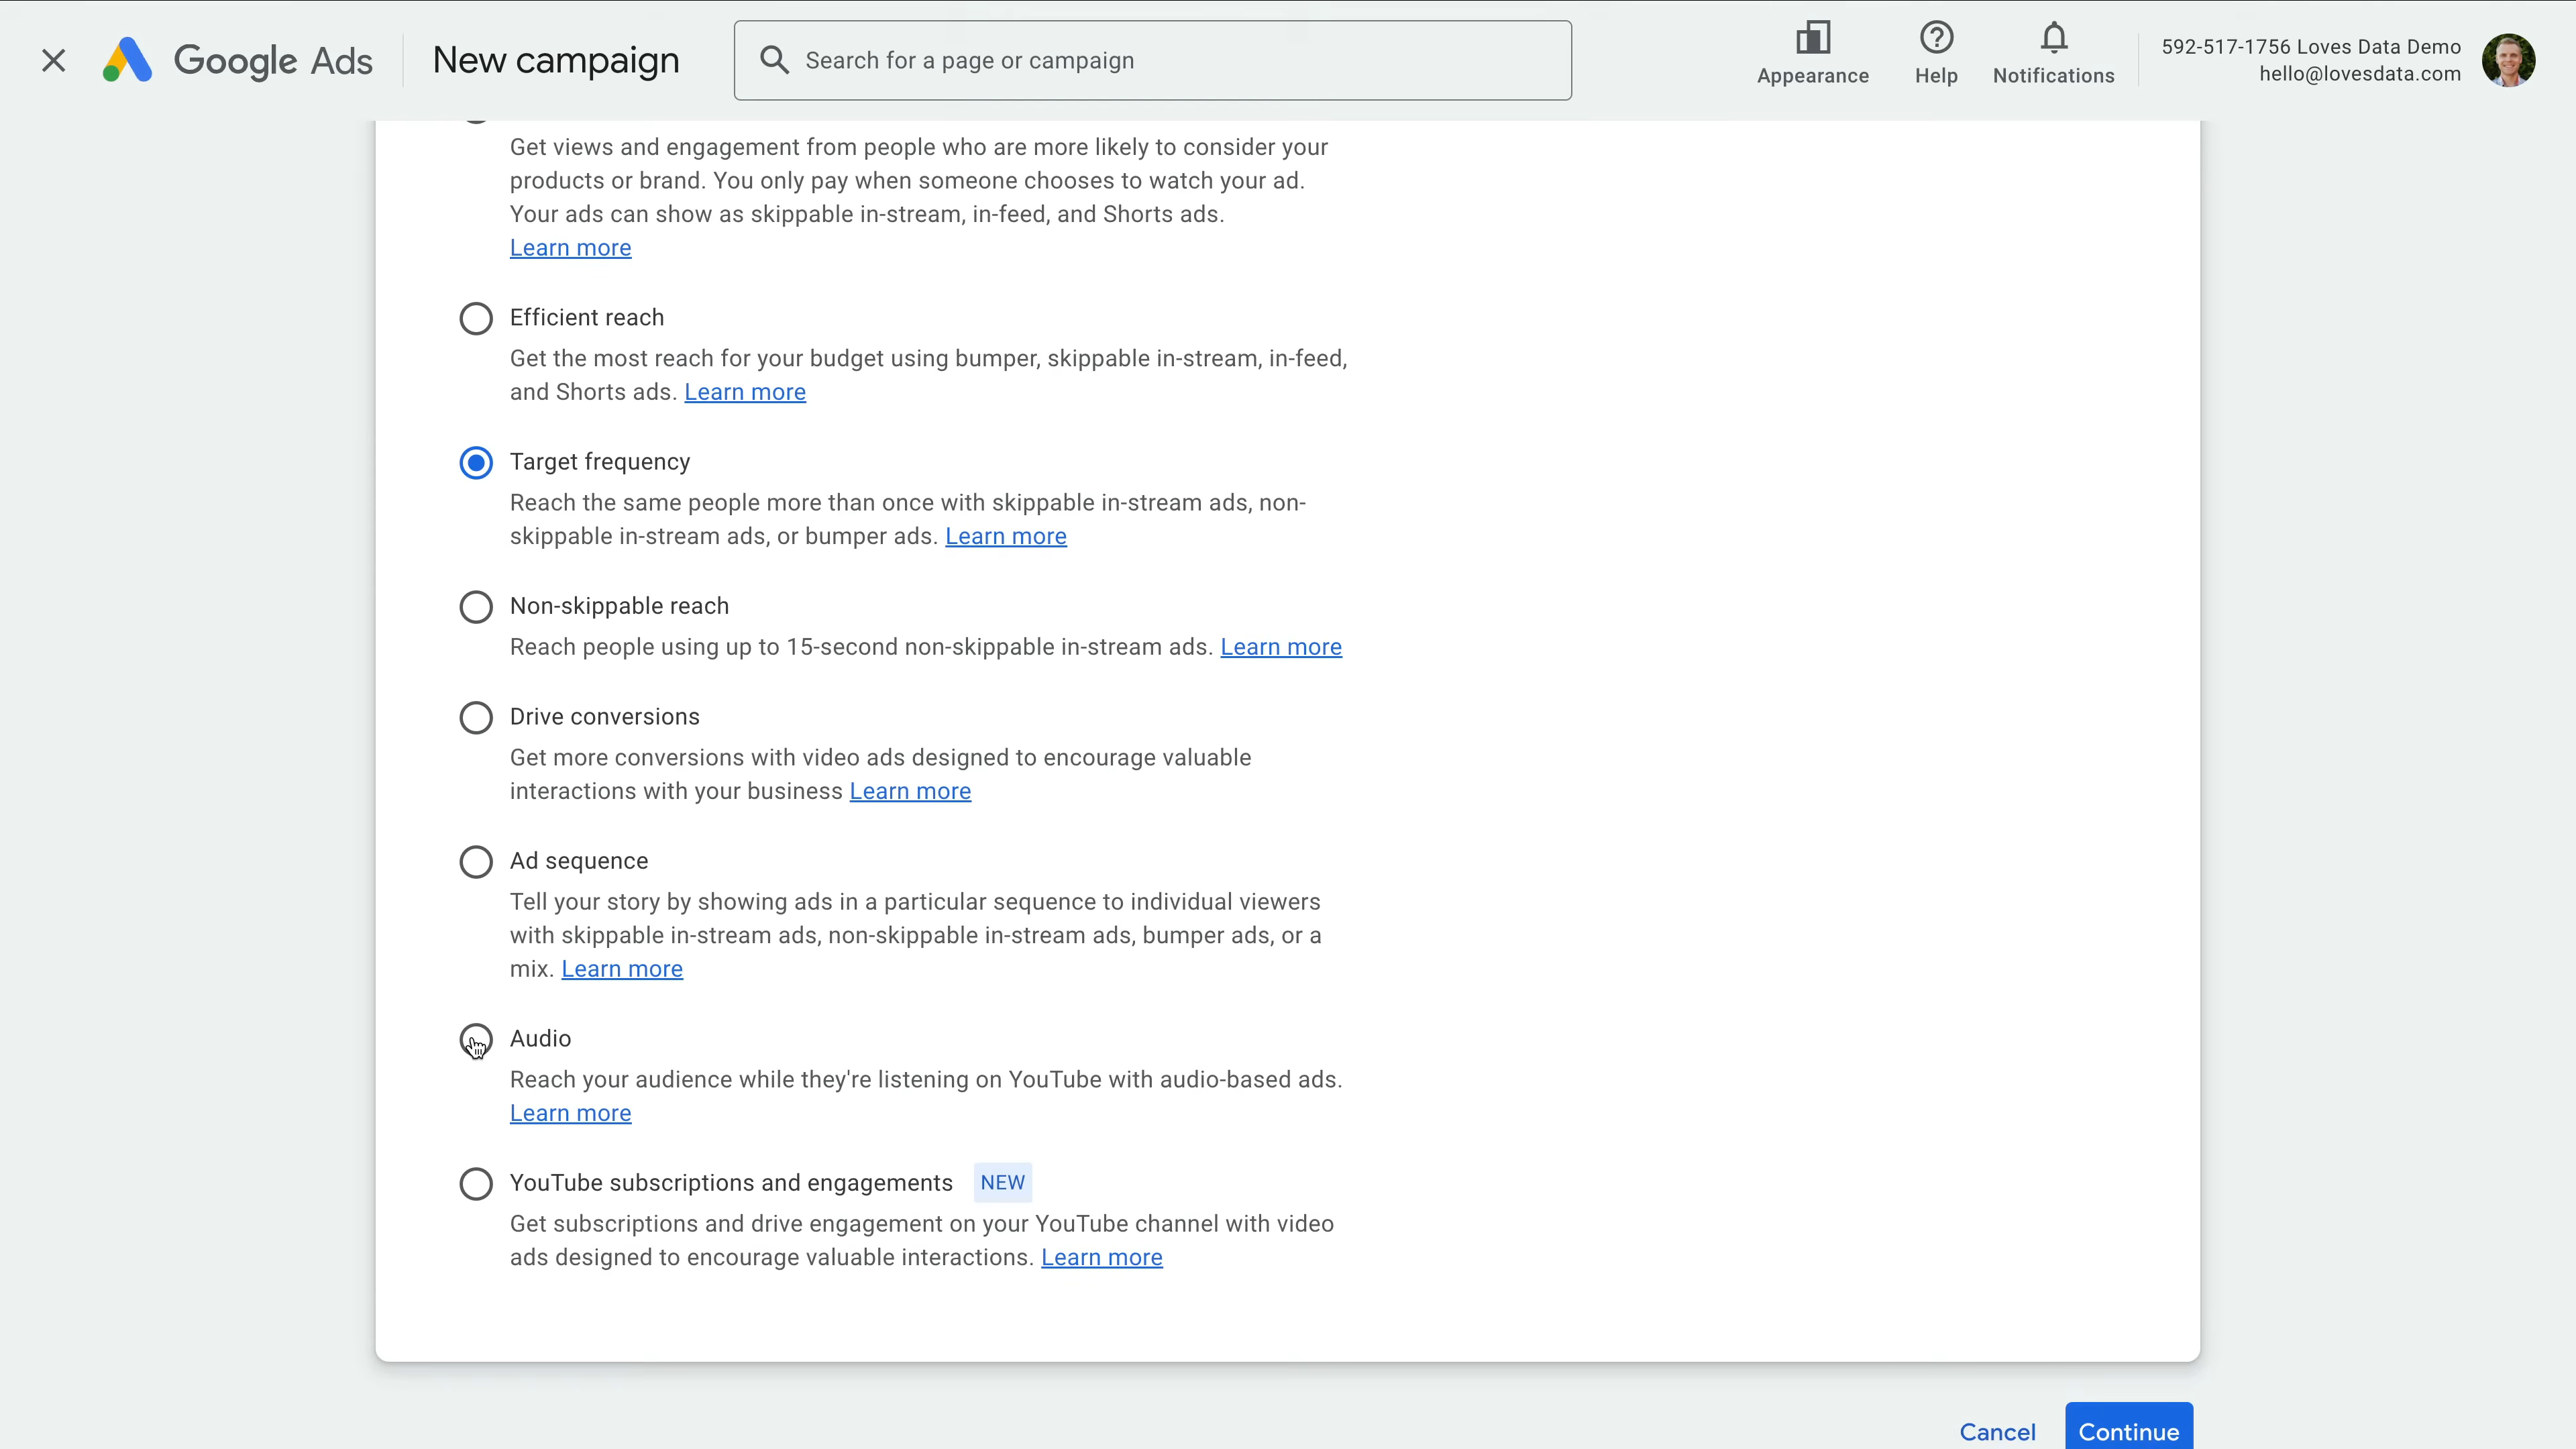 Google Ads
New campaign
Search for a page or campaign
Appearance
Help
Notifications
592-517-1756 Loves Data Demo
hello@lovesdata.com
Get views and engagement from people who are more likely to consider your
products or brand. You only pay when someone chooses to watch your ad.
Your ads can show as skippable in-stream, in-feed, and Shorts ads.
Learn more
Efficient reach
Get the most reach for your budget using bumper, skippable in-stream, in-feed,
and Shorts ads. Learn more
Target frequency
Reach the same people more than once with skippable in-stream ads, non-
skippable in-stream ads, or bumper ads. Learn more
Non-skippable reach
Reach people using up to 15-second non-skippable in-stream ads. Learn more
Drive conversions
Get more conversions with video ads designed to encourage valuable
interactions with your business Learn more
Ad sequence
Tell your story by showing ads in a particular sequence to individual viewers
with skippable in-stream ads, non-skippable in-stream ads, bumper ads, or a
mix. Learn more
Audio
Reach your audience while they're listening on YouTube with audio-based ads.
Learn more
YouTube subscriptions and engagements NEW
Get subscriptions and drive engagement on your YouTube channel with video
ads designed to encourage valuable interactions. Learn more
Cancel
Continue